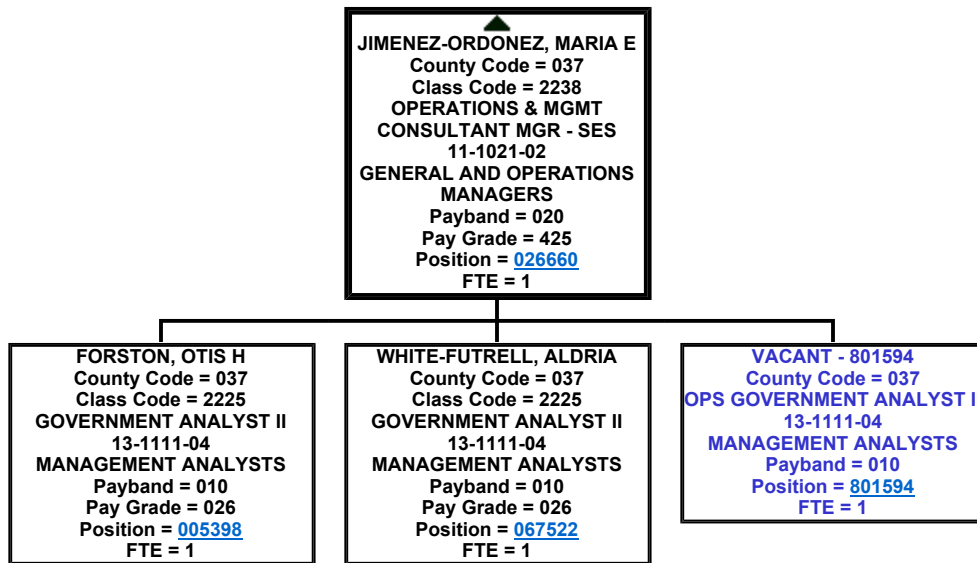 JIMENEZ-ORDONEZ, MARIA E
County Code = 037
Class Code = 2238
OPERATIONS & MGMT
CONSULTANT MGR - SES
11-1021-02
GENERAL AND OPERATIONS
MANAGERS
Payband = 020
Pay Grade = 425
Position = 026660
FTE = 1
FORSTON, OTIS H
County Code = 037
Class Code = 2225
GOVERNMENT ANALYST II
13-1111-04
MANAGEMENT ANALYSTS
Payband = 010
Pay Grade = 026
Position = 005398
FTE = 1
WHITE-FUTRELL, ALDRIA
County Code = 037
Class Code = 2225
GOVERNMENT ANALYST II
13-1111-04
MANAGEMENT ANALYSTS
Payband = 010
Pay Grade = 026
Position = 067522
FTE = 1
VACANT - 801594
County Code = 037
OPS GOVERNMENT ANALYST I
13-1111-04
MANAGEMENT ANALYSTS
Payband = 010
Position = 801594
FTE = 1